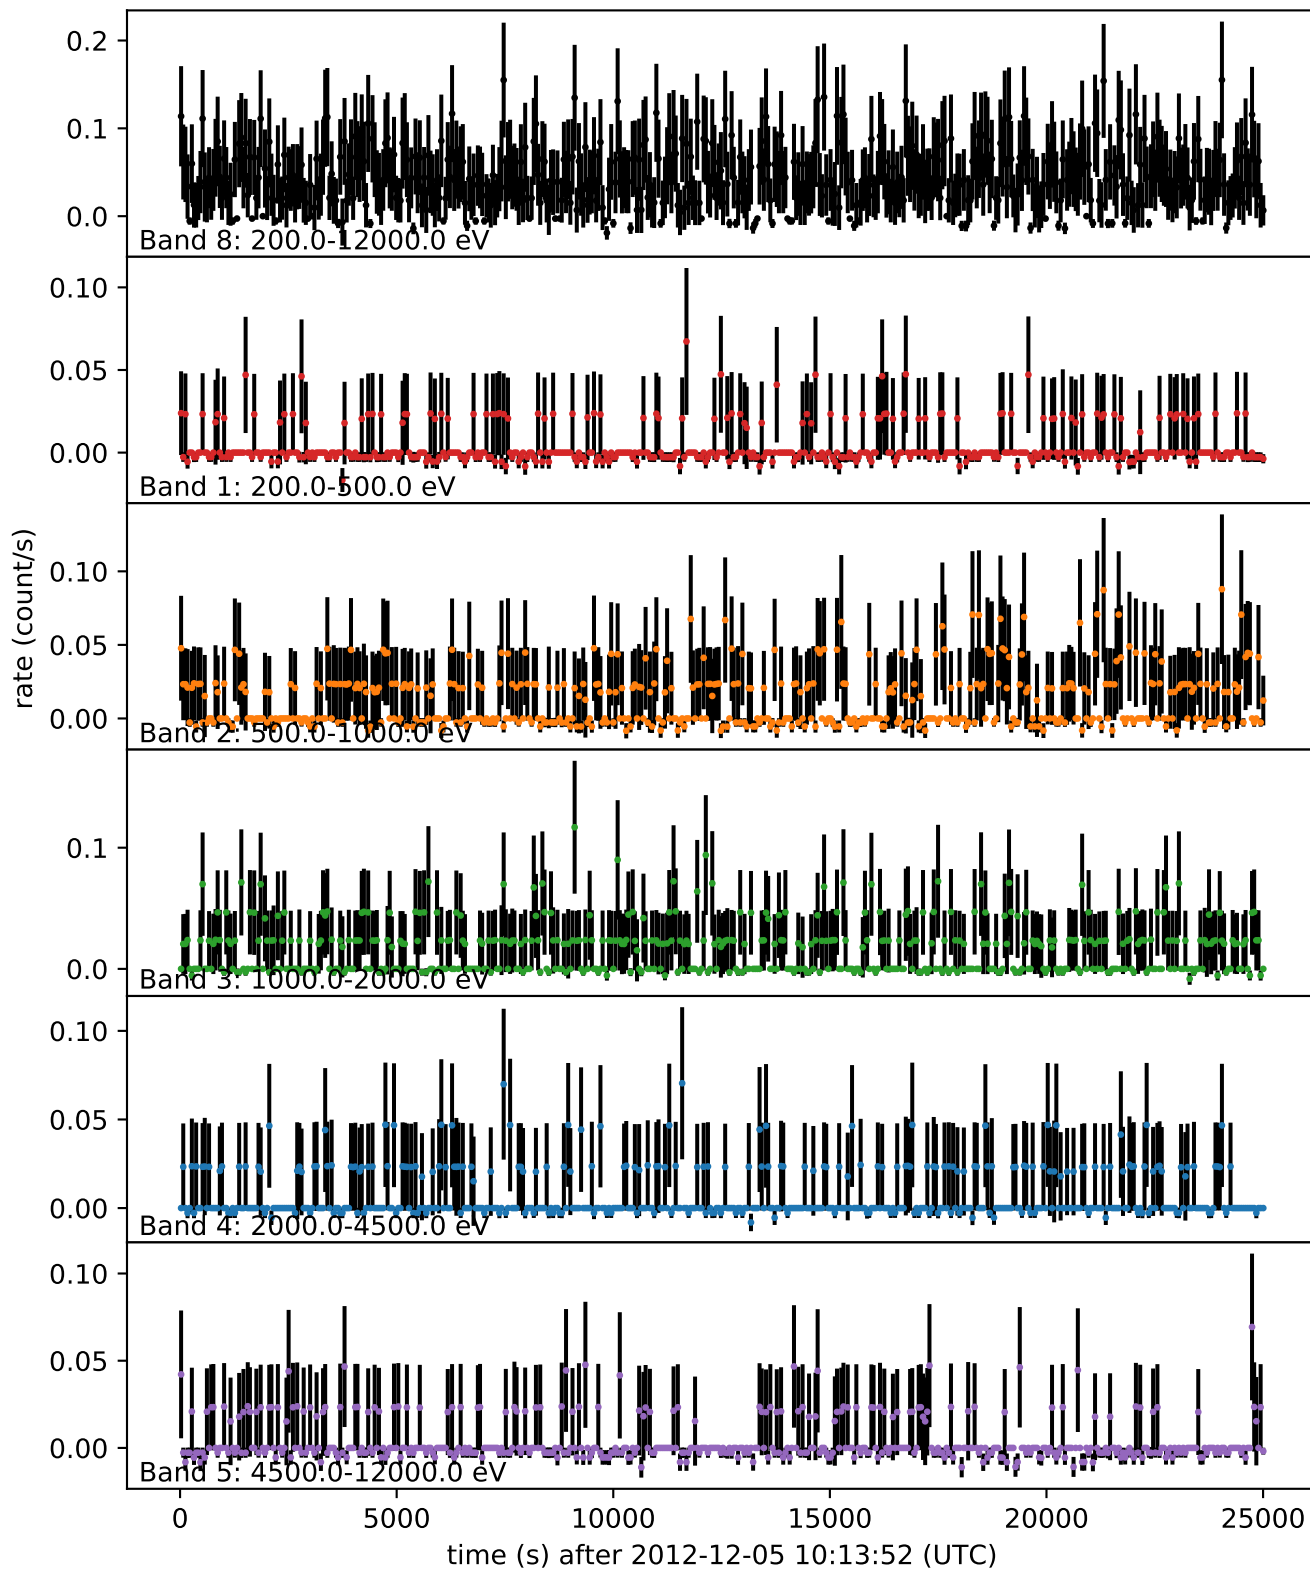 0.2
0.1
0.0
Band 8: 200.0-12000.0 eV
0.10
0.05
0.00
Band 1: 200.0-500.0 eV
0.10
0.05
0.00
Band 2: 500.0-1000.0 eV
rate (count/s)
0.1
0.0
Band 3: 1000.0-2000.0 eV
0.10
0.05
0.00
Band 4: 2000.0-4500.0 eV
0.10
0.05
0.00
Band 5: 4500.0-12000.0 eV
0 5000 10000 15000 20000 25000
time (s) after 2012-12-05 10:13:52 (UTC)